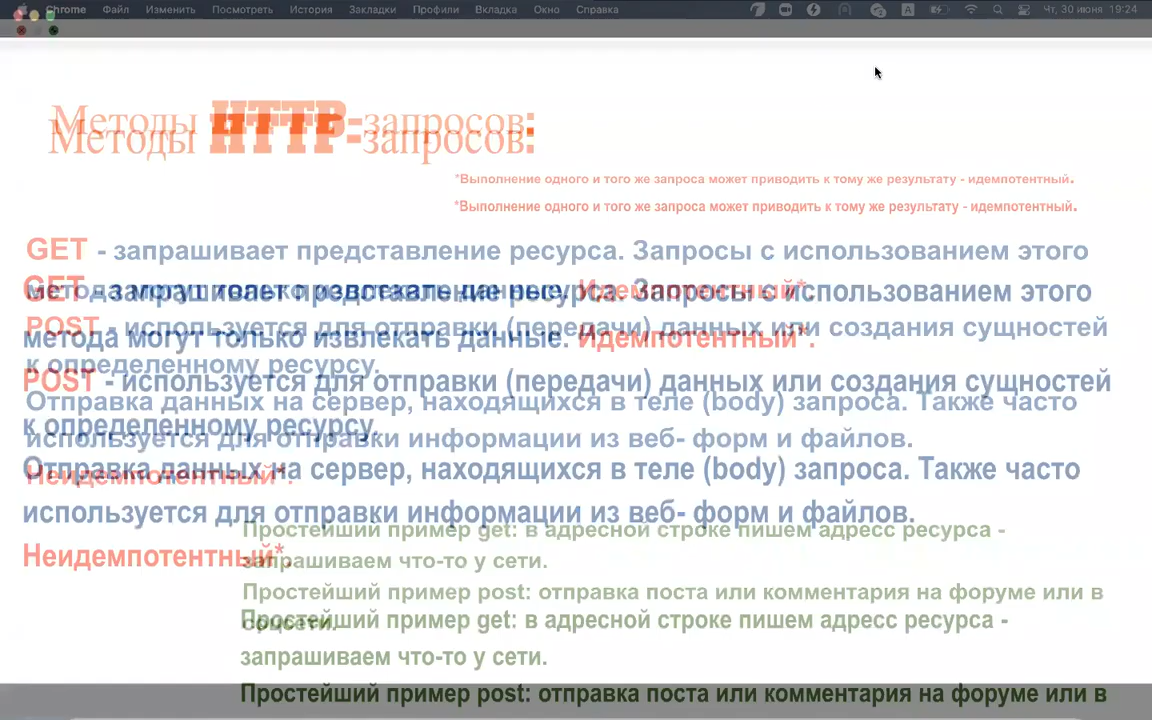 Chrome Файл Изменить Посмотреть История Закладки Профили Вкладка Окно Справка A Чт, 30 июня 19:24
Методы HTTP-запросов:
*Выполнение одного и того же запроса может приводить к тому же результату - идемпотентный.
GET - запрашивает представление ресурса. Запросы с использованием этого
метода могут только извлекать данные. Идемпотентный*.
POST - используется для отправки (передачи) данных или создания сущностей
к определенному ресурсу.
Отправка данных на сервер, находящихся в теле (body) запроса. Также часто
используется для отправки информации из веб- форм и файлов.
Неидемпотентный*.
Простейший пример get: в адресной строке пишем адресс ресурса -
запрашиваем что-то у сети.
Простейший пример post: отправка поста или комментария на форуме или в
соцсети.